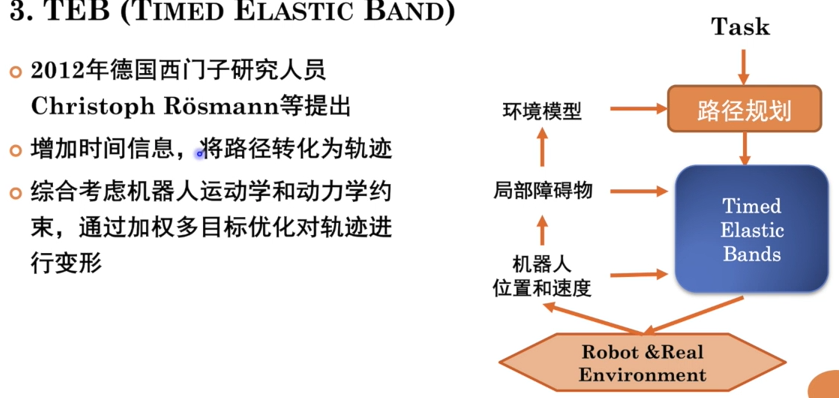 3. TEB (TIMED ELASTIC BAND)
2012年德国西门子研究人员
Christoph Rösmann等提出
增加时间信息，将路径转化为轨迹
综合考虑机器人运动学和动力学约
束，通过加权多目标优化对轨迹进
行变形
Task
环境模型
路径规划
局部障碍物
Timed
Elastic
Bands
机器人
位置和速度
Robot &Real
Environment